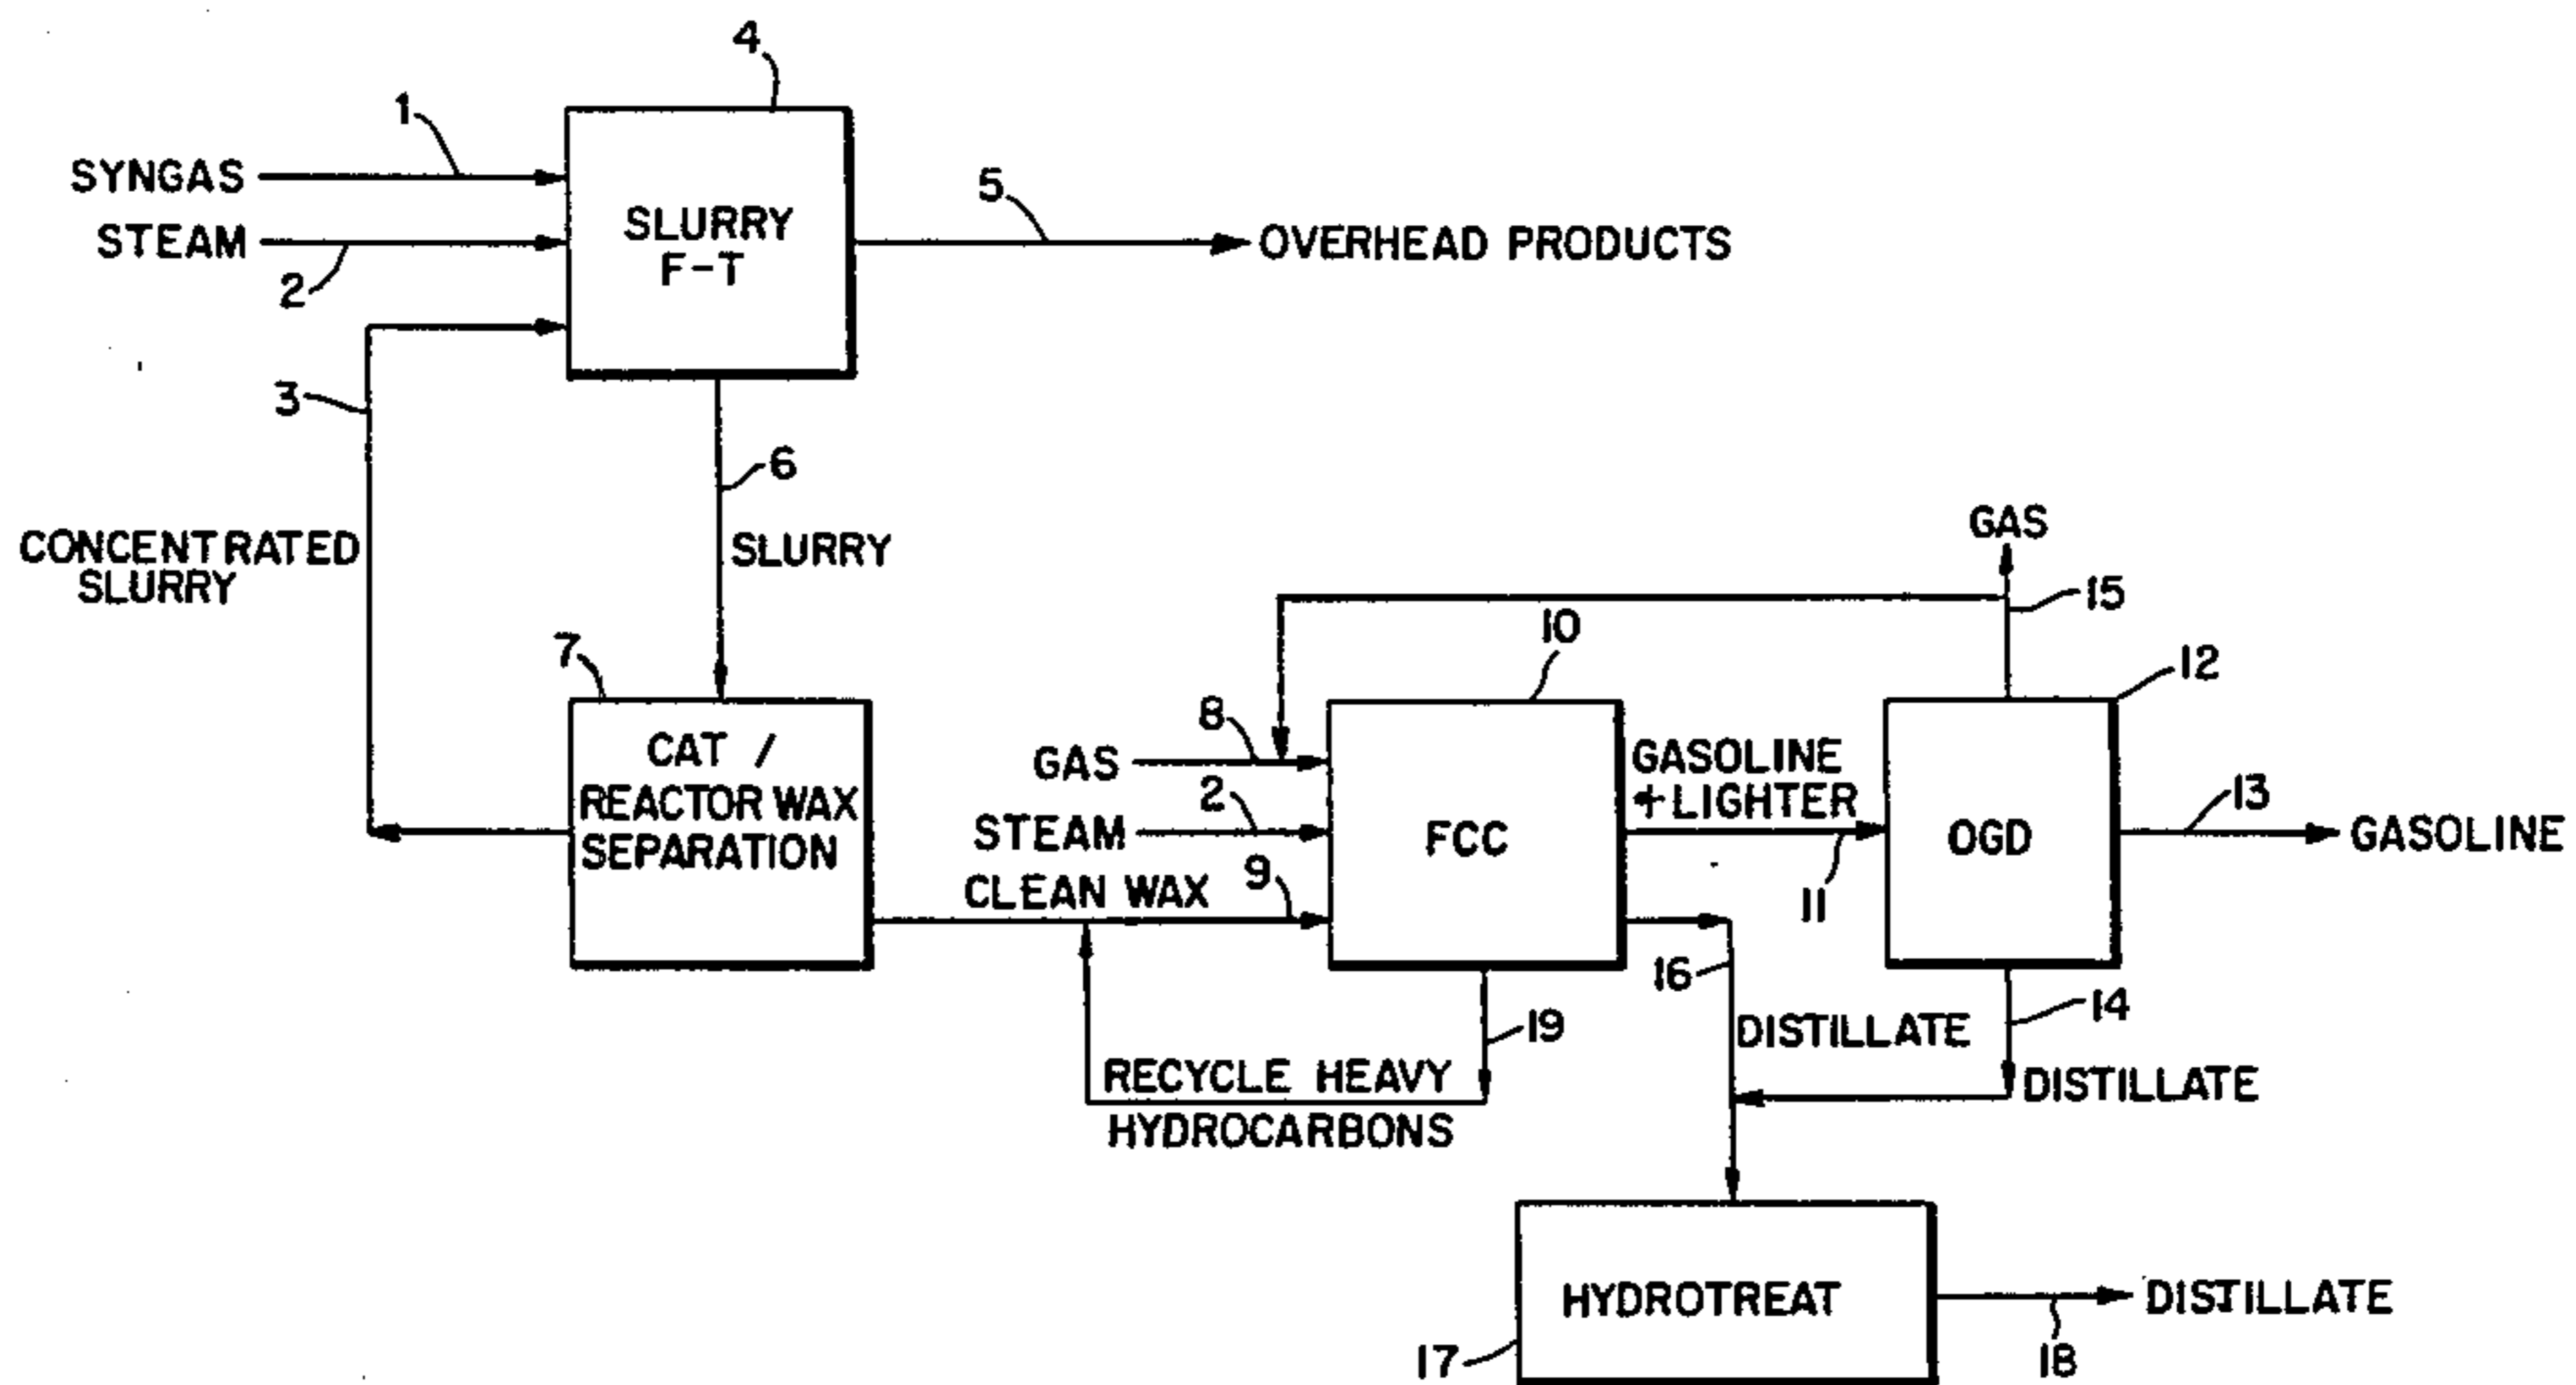 4
1
SYNGAS
5
STEAM
SLURRY
F-T
OVERHEAD PRODUCTS
2
3
6
CONCENTRATED
SLURRY
SLURRY
GAS
15
10
7
12
8
CAT /
REACTOR WAX
SEPARATION
GAS
GASOLINE
+ LIGHTER
2
13
STEAM
FCC
OGD
GASOLINE
CLEAN WAX
9
11
16
14
19
DISTILLATE
RECYCLE HEAVY
HYDROCARBONS
DISTILLATE
HYDROTREAT
DISTILLATE
17
18